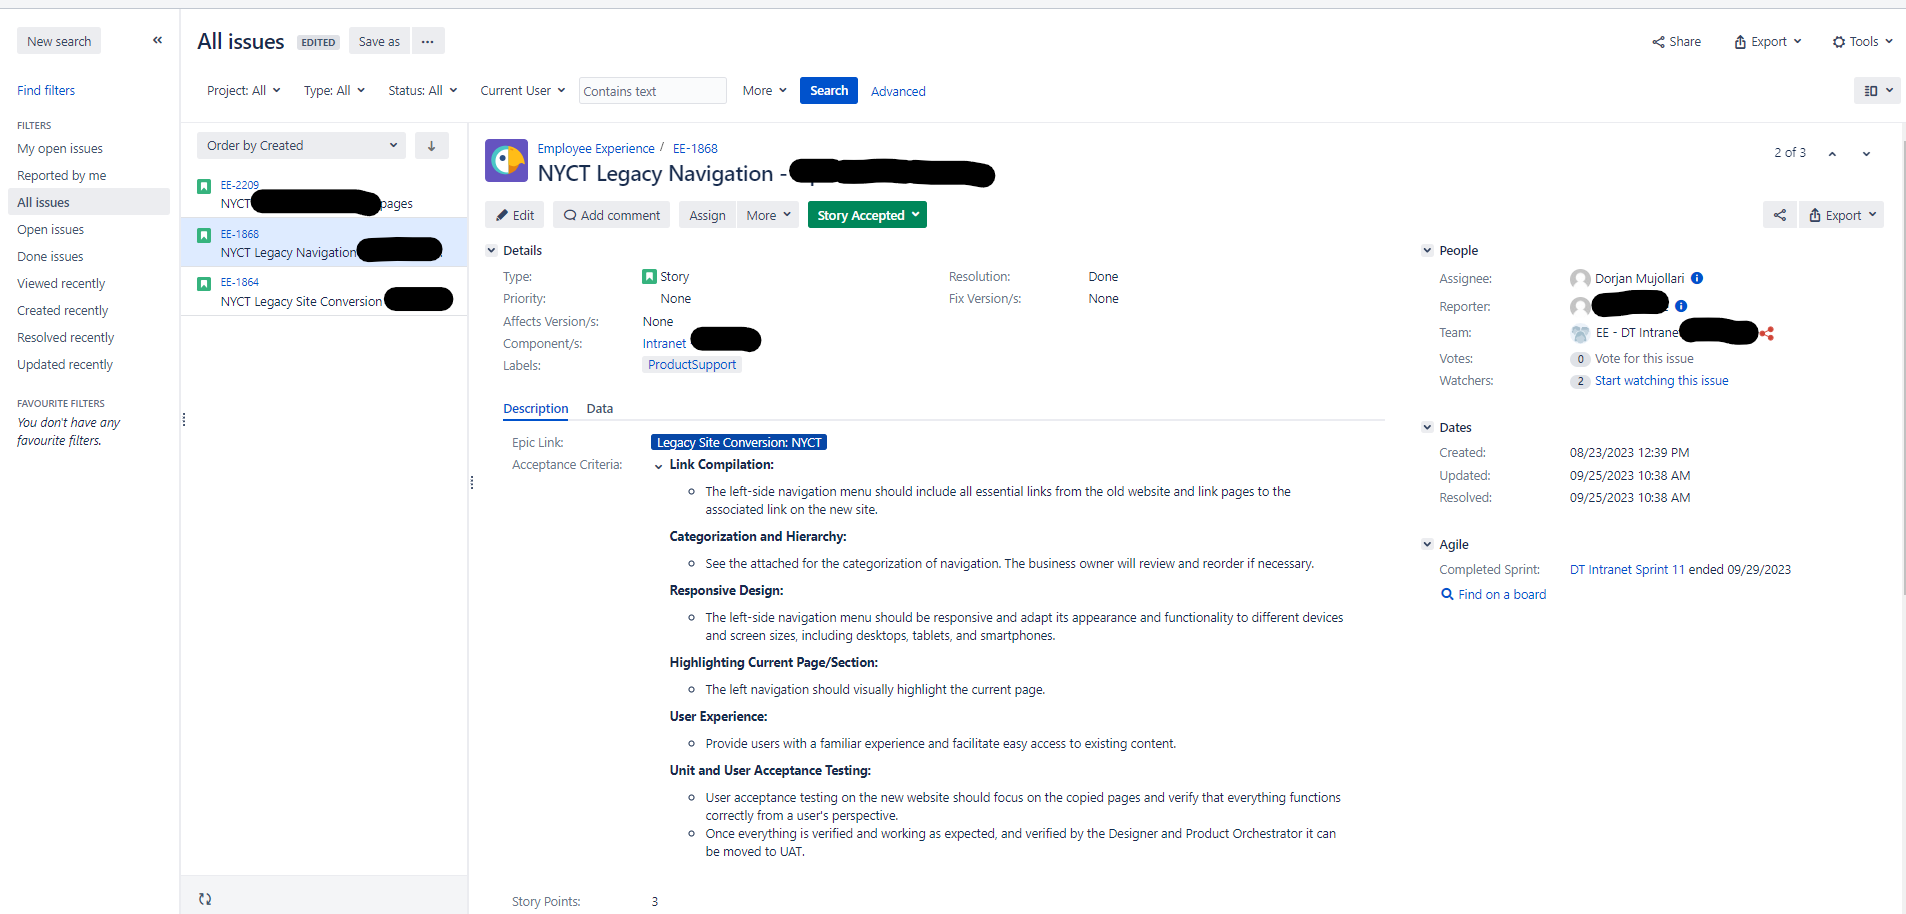 New search
«
Find filters
FILTERS
My open issues
Reported by me
All issues
Open issues
Done issues
Viewed recently
Created recently
Resolved recently
Updated recently
FAVOURITE FILTERS
You don't have any
favourite filters.
All issues EDITED Save as ...
Share Export Tools
Project: All Type: All Status: All Current User Contains text More Search Advanced
Order by Created
EE-2209
NYCT pages
EE-1868
NYCT Legacy Navigation
EE-1864
NYCT Legacy Site Conversion
Employee Experience / EE-1868
NYCT Legacy Navigation -
2 of 3
Edit Add comment Assign More Story Accepted
Export
Details
Type: Story
Priority: None
Affects Version/s: None
Component/s: Intranet
Labels: ProductSupport
Resolution: Done
Fix Version/s: None
Description Data
Epic Link: Legacy Site Conversion: NYCT
Acceptance Criteria: Link Compilation:
The left-side navigation menu should include all essential links from the old website and link pages to the
associated link on the new site.
Categorization and Hierarchy:
See the attached for the categorization of navigation. The business owner will review and reorder if necessary.
Responsive Design:
The left-side navigation menu should be responsive and adapt its appearance and functionality to different devices
and screen sizes, including desktops, tablets, and smartphones.
Highlighting Current Page/Section:
The left navigation should visually highlight the current page.
User Experience:
Provide users with a familiar experience and facilitate easy access to existing content.
Unit and User Acceptance Testing:
User acceptance testing on the new website should focus on the copied pages and verify that everything functions
correctly from a user's perspective.
Once everything is verified and working as expected, and verified by the Designer and Product Orchestrator it can
be moved to UAT.
Story Points: 3
People
Assignee: Dorjan Mujollari
Reporter:
Team: EE - DT Intrane
Votes: 0 Vote for this issue
Watchers: 2 Start watching this issue
Dates
Created: 08/23/2023 12:39 PM
Updated: 09/25/2023 10:38 AM
Resolved: 09/25/2023 10:38 AM
Agile
Completed Sprint: DT Intranet Sprint 11 ended 09/29/2023
Find on a board